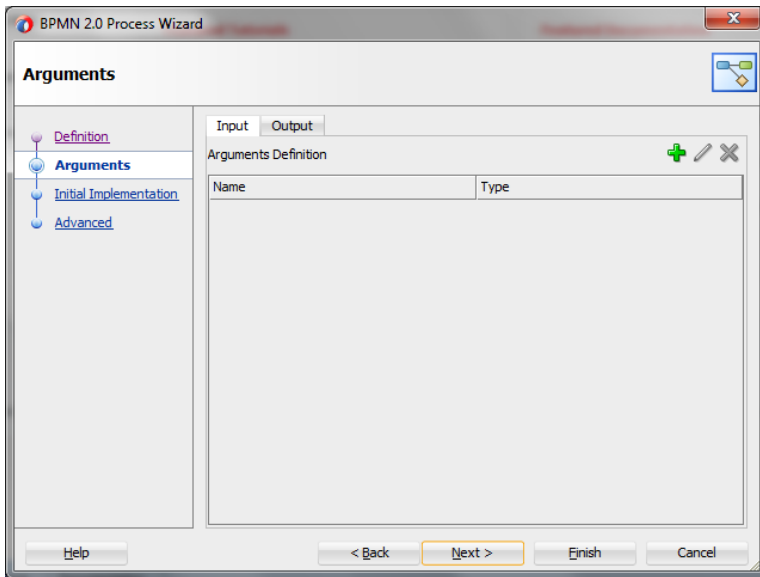 BPMN 2.0 Process Wizard
Arguments
Definition
Arguments
Initial Implementation
Advanced
Input Output
Arguments Definition
Name Type
Help < Back Next > Finish Cancel